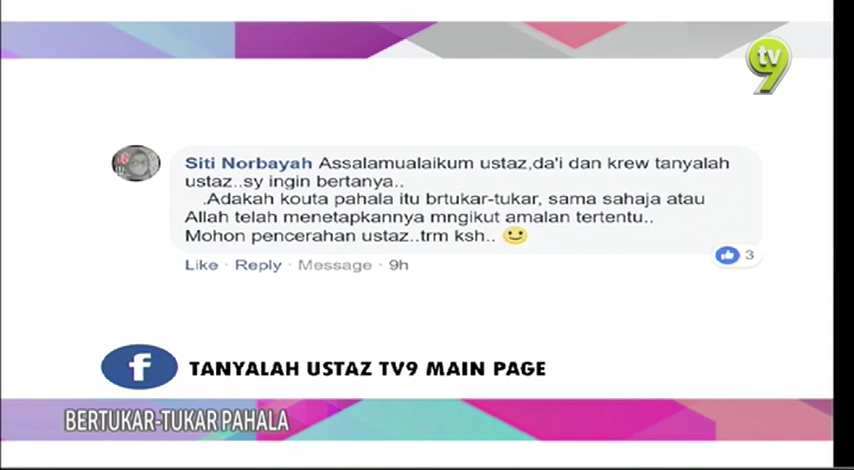 tv
9
Siti Norbayah Assalamualaikum ustaz,da'i dan krew tanyalah
ustaz..sy ingin bertanya..
.Adakah kouta pahala itu brtukar-tukar, sama sahaja atau
Allah telah menetapkannya mngikut amalan tertentu..
Mohon pencerahan ustaz..trm ksh..
3
Like · Reply · Message · 9h
f TANYALAH USTAZ TV9 MAIN PAGE
BERTUKAR-TUKAR PAHALA